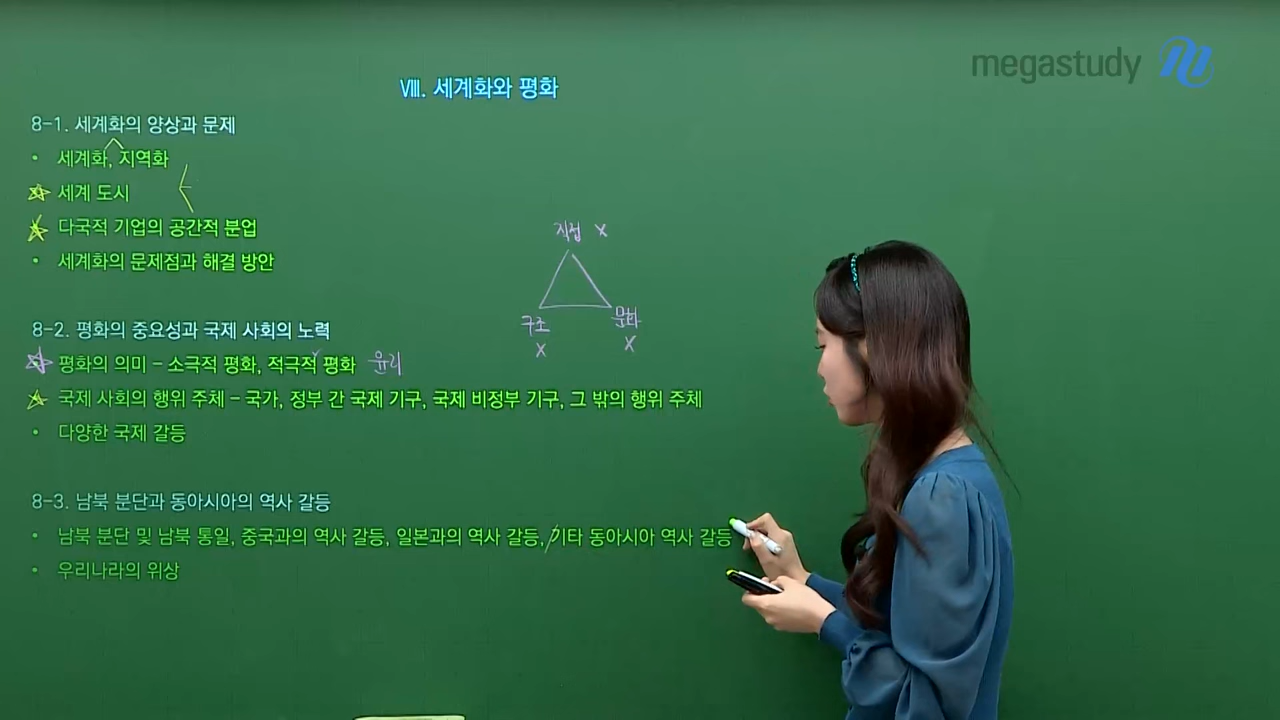 megastudy
Ⅷ. 세계화와 평화
8-1. 세계화의 양상과 문제
• 세계화, 지역화
세계 도시
다국적 기업의 공간적 분업
• 세계화의 문제점과 해결 방안
직접 X
구조
X
문화
X
8-2. 평화의 중요성과 국제 사회의 노력
평화의 의미 – 소극적 평화, 적극적 평화 윤리
국제 사회의 행위 주체 – 국가, 정부 간 국제 기구, 국제 비정부 기구, 그 밖의 행위 주체
• 다양한 국제 갈등
8-3. 남북 분단과 동아시아의 역사 갈등
• 남북 분단 및 남북 통일, 중국과의 역사 갈등, 일본과의 역사 갈등, 기타 동아시아 역사 갈등
• 우리나라의 위상